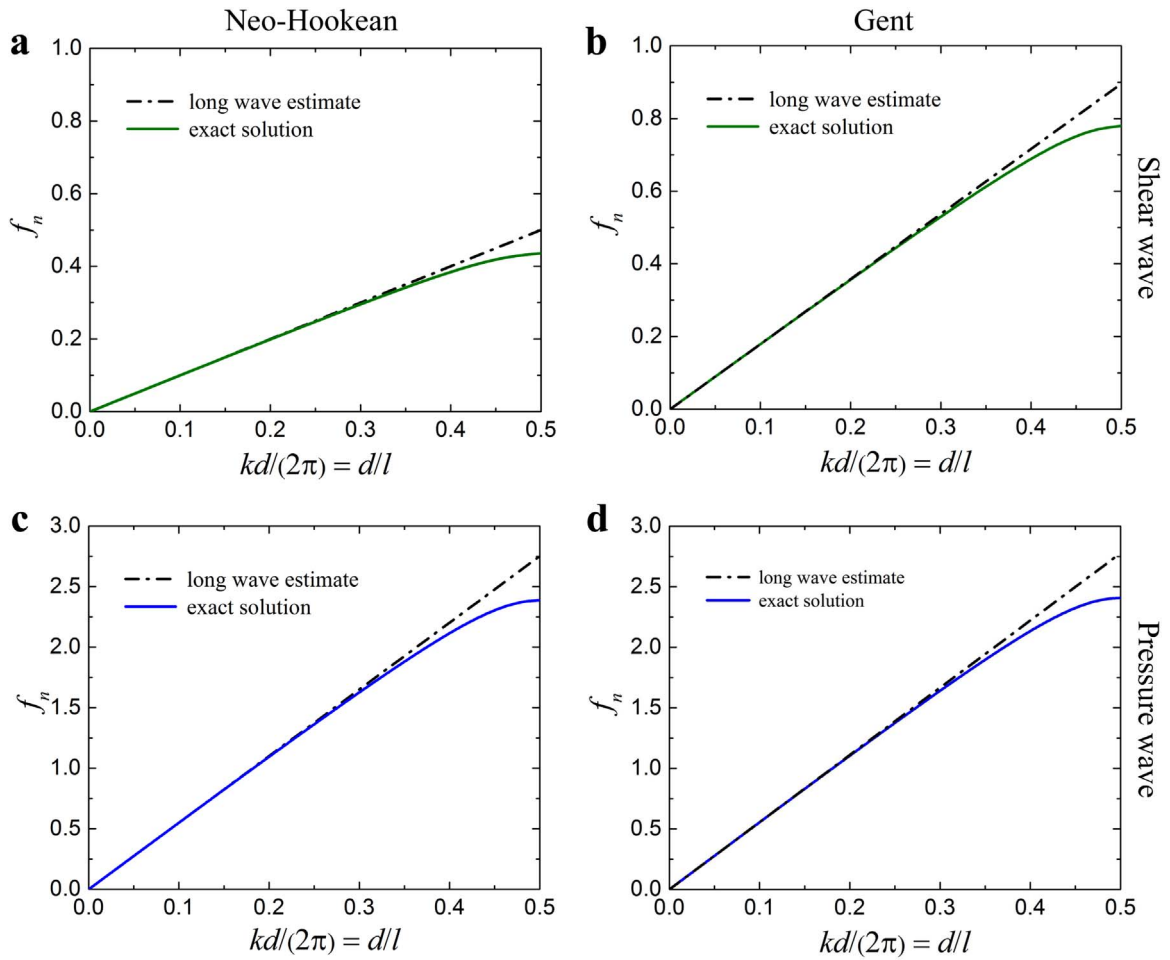 Neo-Hookean
Gent
a
1.0
0.8
0.6
0.4
0.2
0.0
f_n
long wave estimate
exact solution
0.0 0.1 0.2 0.3 0.4 0.5
kd/(2π) = d/l
b
1.0
0.8
0.6
0.4
0.2
0.0
f_n
long wave estimate
exact solution
0.0 0.1 0.2 0.3 0.4 0.5
kd/(2π) = d/l
Shear wave
c
3.0
2.5
2.0
1.5
1.0
0.5
0.0
f_n
long wave estimate
exact solution
0.0 0.1 0.2 0.3 0.4 0.5
kd/(2π) = d/l
d
3.0
2.5
2.0
1.5
1.0
0.5
0.0
f_n
long wave estimate
exact solution
0.0 0.1 0.2 0.3 0.4 0.5
kd/(2π) = d/l
Pressure wave